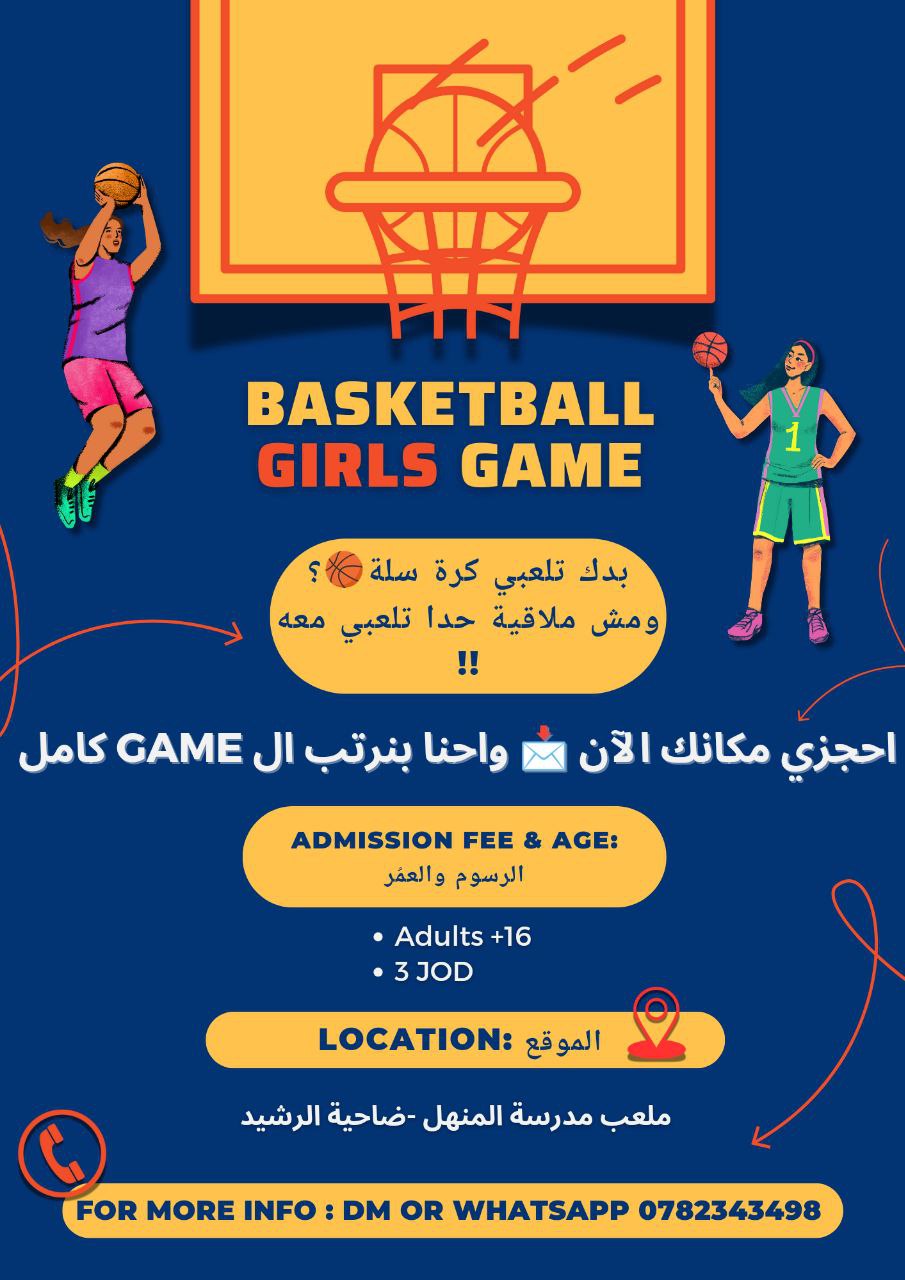 BASKETBALL
GIRLS GAME
بدك تلعبي كرة سلة🏀؟
ومش ملاقية حدا تلعبي معه
!!
احجزي مكانك الآن 📩 واحنا بنرتب ال GAME كامل
ADMISSION FEE & AGE:
الرسوم والعمُر
• Adults +16
• 3 JOD
LOCATION: الموقع
ملعب مدرسة المنهل -ضاحية الرشيد
FOR MORE INFO : DM OR WHATSAPP 0782343498
1